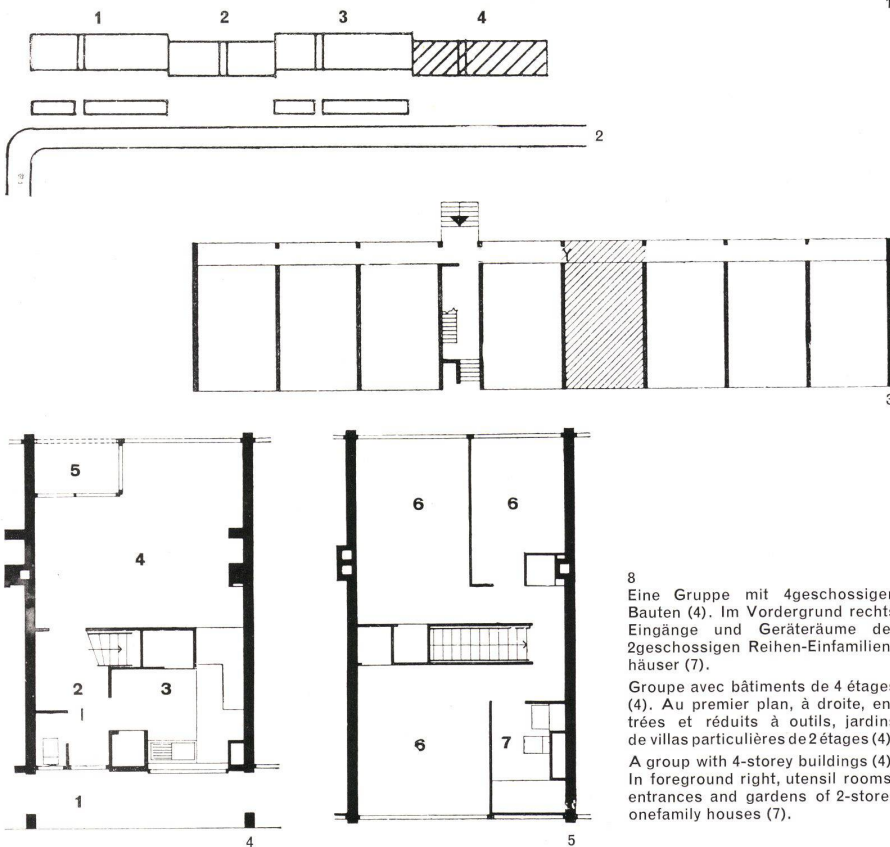 1
1 2 3 4
2
Y
3
5
4
2
3
1
4
6 6
6
7
5
8
Eine Gruppe mit 4geschossigen
Bauten (4). Im Vordergrund rechts
Eingänge und Geräteräume de
2geschossigen Reihen-Einfamilien
häuser (7).
Groupe avec bâtiments de 4 étages
(4). Au premier plan, à droite, en
trées et réduits à outils, jardins
de villas particulières de 2 étages (4)
A group with 4-storey buildings (4)
In foreground right, utensil rooms
entrances and gardens of 2-store
onefamily houses (7).